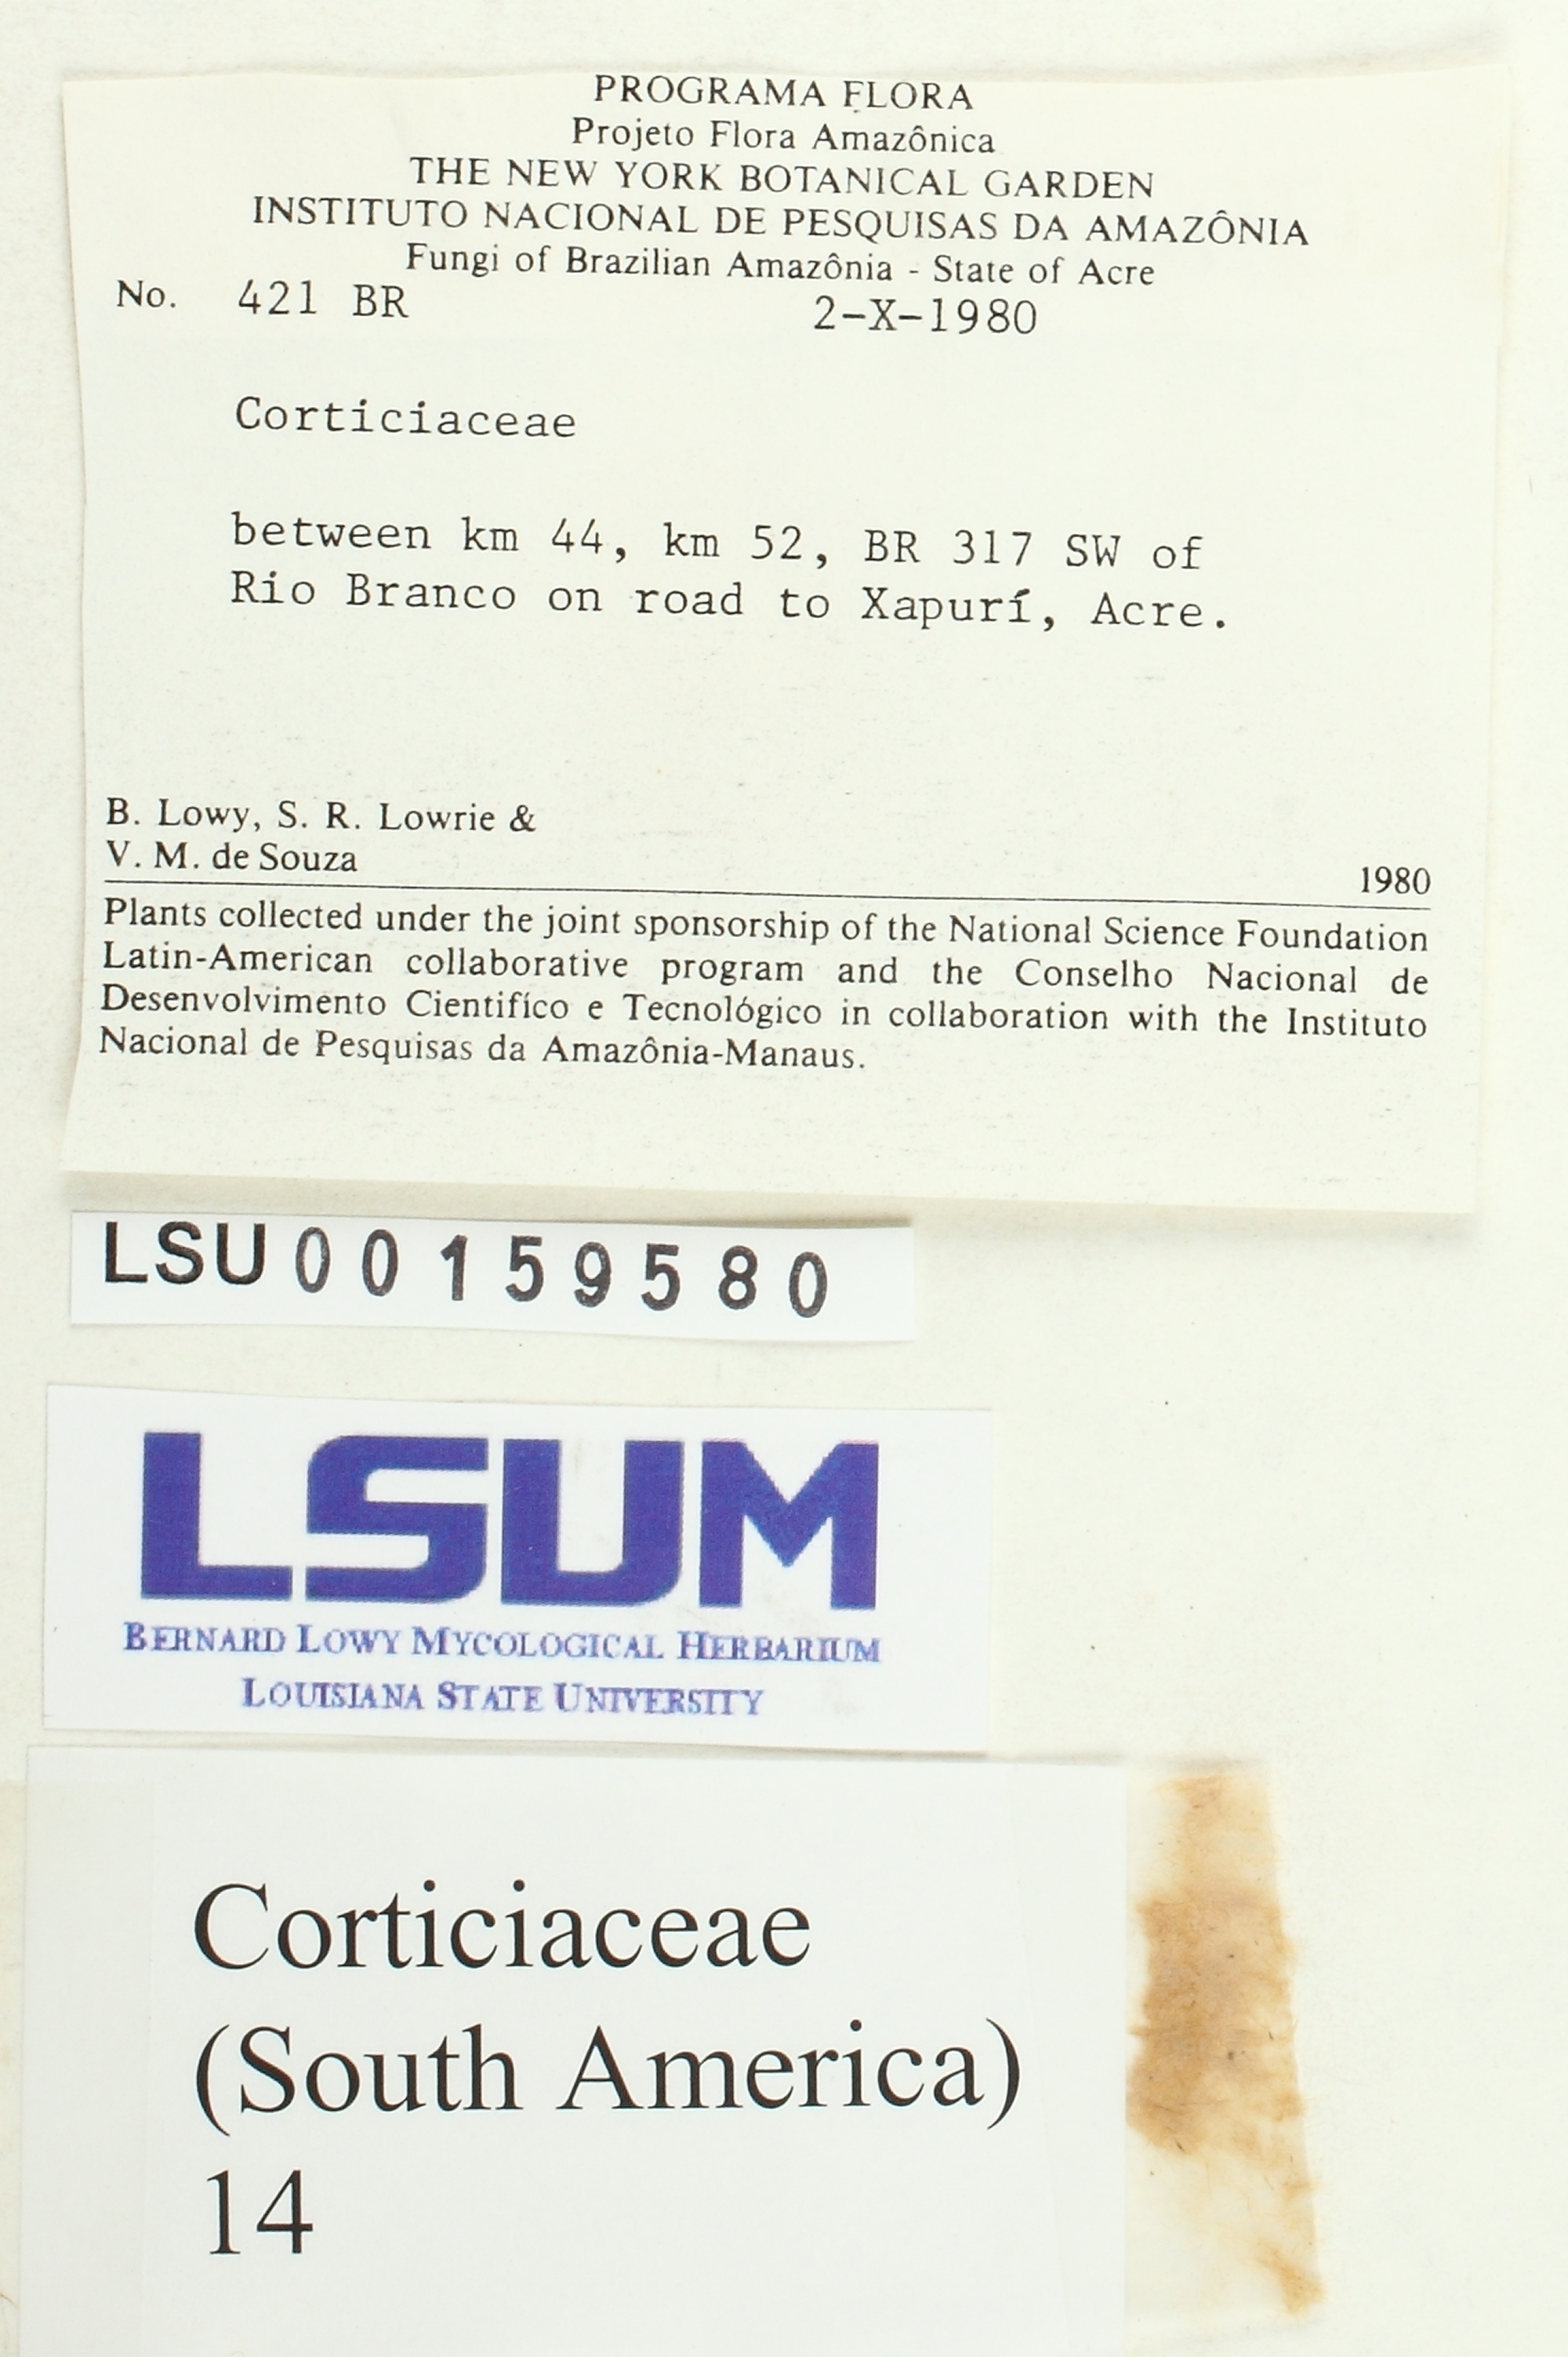 PROGRAMA FLORA
Projeto Flora Amazônica
THE NEW YORK BOTANICAL GARDEN
INSTITUTO NACIONAL DE PESQUISAS DA AMAZÔNIA
Fungi of Brazilian Amazônia - State of Acre
No. 421 BR 2-X-1980
Corticiaceae
between km 44, km 52, BR 317 SW of
Rio Branco on road to Xapurí, Acre.
B. Lowy, S. R. Lowrie &
V. M. de Souza 1980
Plants collected under the joint sponsorship of the National Science Foundation
Latin-American collaborative program and the Conselho Nacional de
Desenvolvimento Científico e Tecnológico in collaboration with the Instituto
Nacional de Pesquisas da Amazônia-Manaus.
LSU00159580
LSUM
BERNARD LOWY MYCOLOGICAL HERBARIUM
LOUISIANA STATE UNIVERSITY
Corticiaceae
(South America)
14